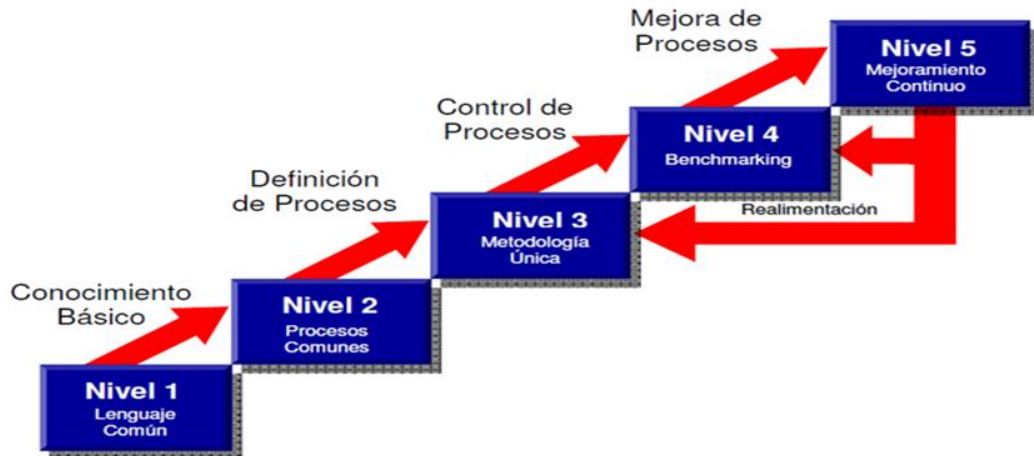 Mejora de
Procesos
Nivel 5
Mejoramiento
Continuo
Control de
Procesos
Nivel 4
Benchmarking
Definición
de Procesos
Nivel 3
Metodología
Única
Realimentación
Conocimiento
Básico
Nivel 2
Procesos
Comunes
Nivel 1
Lenguaje
Común